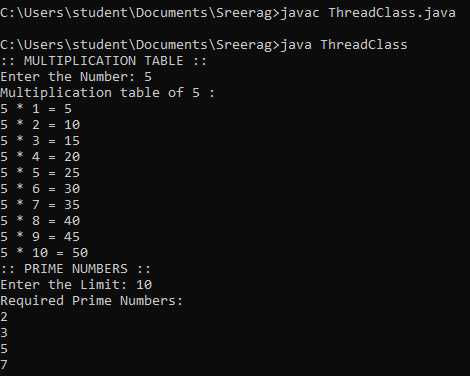 C:\Users\student\Documents\Sreerag>javac ThreadClass.java
C:\Users\student\Documents\Sreerag>java ThreadClass
:: MULTIPLICATION TABLE ::
Enter the Number: 5
Multiplication table of 5 :
5 * 1 = 5
5 * 2 = 10
5 * 3 = 15
5 * 4 = 20
5 * 5 = 25
5 * 6 = 30
5 * 7 = 35
5 * 8 = 40
5 * 9 = 45
5 * 10 = 50
:: PRIME NUMBERS ::
Enter the Limit: 10
Required Prime Numbers:
2
3
5
7